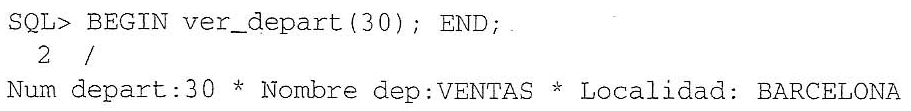 SQL> BEGIN ver_depart(30); END;
2 /
Num depart:30 * Nombre dep:VENTAS * Localidad: BARCELONA